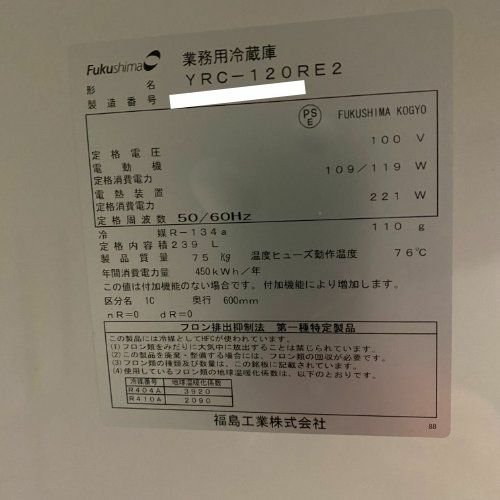 Fukushima
業務用冷蔵庫
形名 YRC-120RE2
製造番号
PSE FUKUSHIMA KOGYO
定格電圧 100 V
電動機
定格消費電力 109/119 W
電熱装置
定格消費電力 221 W
定格周波数 50/60Hz
冷媒 R-134a 110 g
定格内容積 239 L
製品質量 75 Kg 温度ヒューズ動作温度 76℃
年間消費電力量 450kWh/年
この値は付加機能のない場合です。付加機能により増加します。
区分名 1C 奥行 600mm
nR=0 dR=0
フロン排出抑制法 第一種特定製品
この製品には冷媒としてHFCが使われています。
(1)フロン類をみだりに大気中に放出することは禁じられています。
(2)この製品を廃棄・整備する場合には、フロン類の回収が必要です。
(3)フロン類の種類及び数量は、この銘板に記載されています。
(4)使用しているフロン類の地球温暖化係数は、以下のとおりです。
冷媒番号 地球温暖化係数
R404A 3920
R410A 2090
福島工業株式会社
88